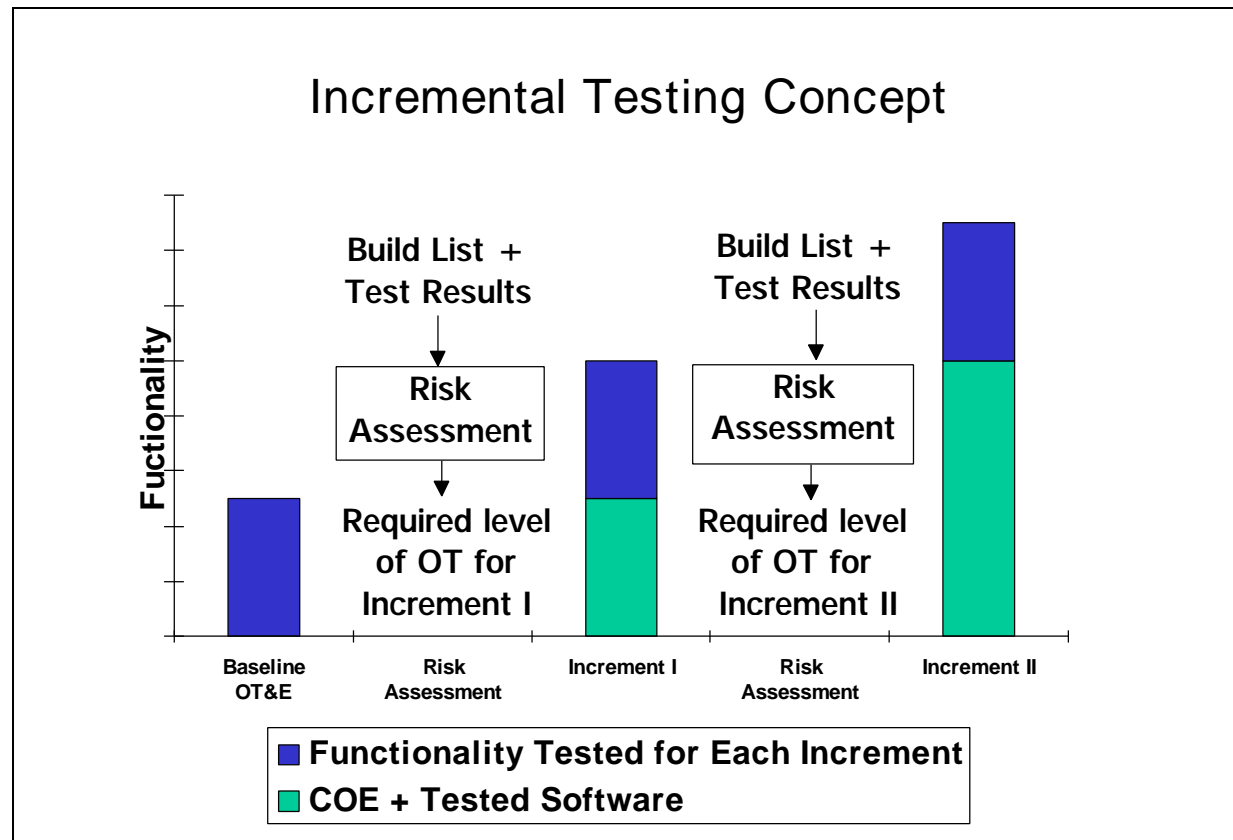 Incremental Testing Concept
Fuctionality
Build List +
Test Results
Risk
Assessment
Required level
of OT for
Increment I
Build List +
Test Results
Risk
Assessment
Required level
of OT for
Increment II
Baseline
OT&E
Risk
Assessment
Increment I
Risk
Assessment
Increment II
Functionality Tested for Each Increment
COE + Tested Software